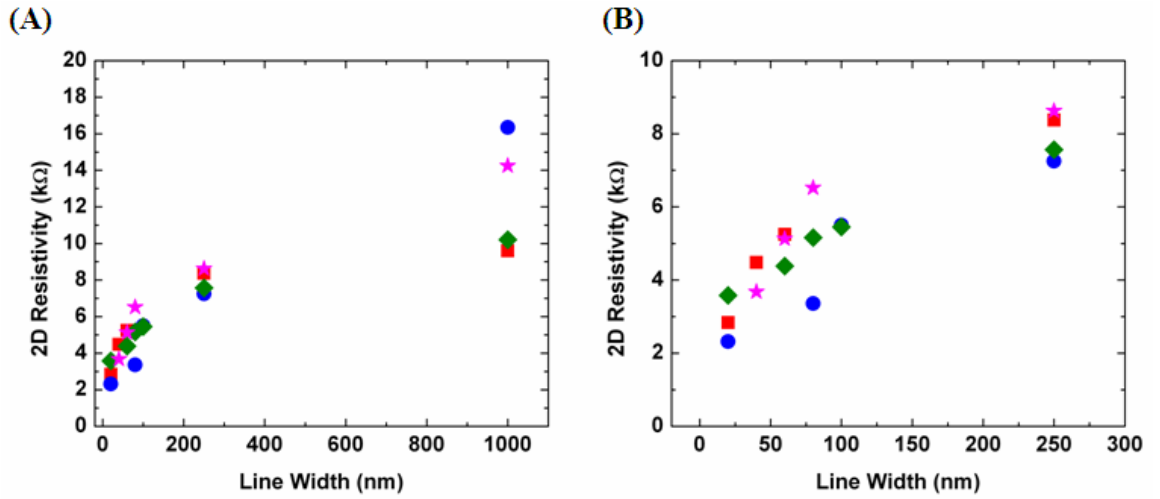 (A)
20
18
16
14
12
10
8
6
4
2
0
2D Resistivity (kΩ)
0 200 400 600 800 1000
Line Width (nm)
(B)
10
8
6
4
2
0
2D Resistivity (kΩ)
0 50 100 150 200 250 300
Line Width (nm)